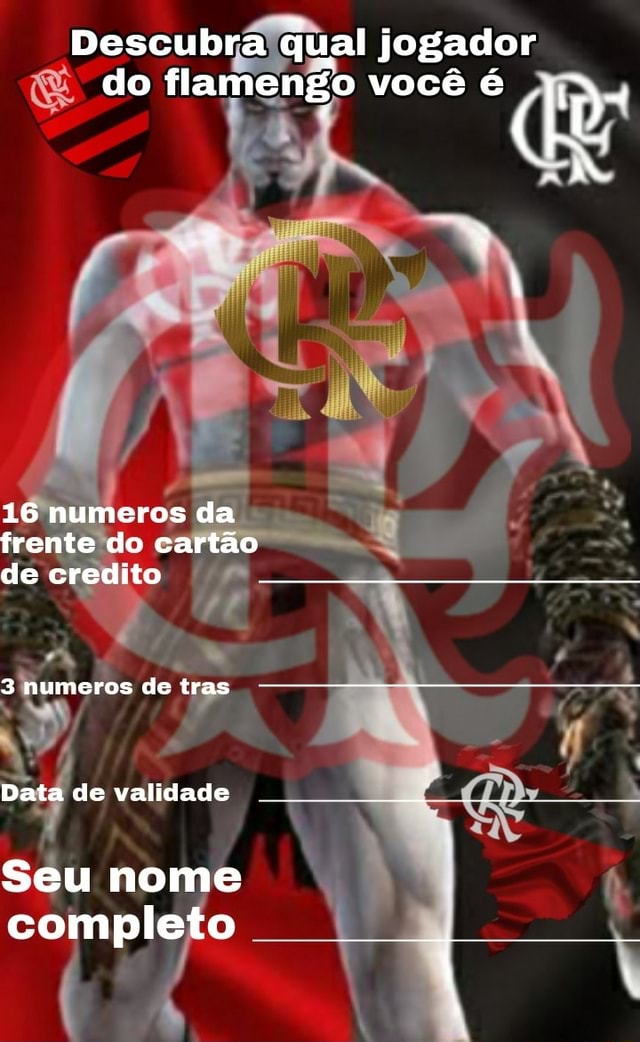 Descubra qual jogador
do flamengo você é
16 numeros da
frente do cartão
de credito
3 numeros de tras
Data de validade
Seu nome
completo